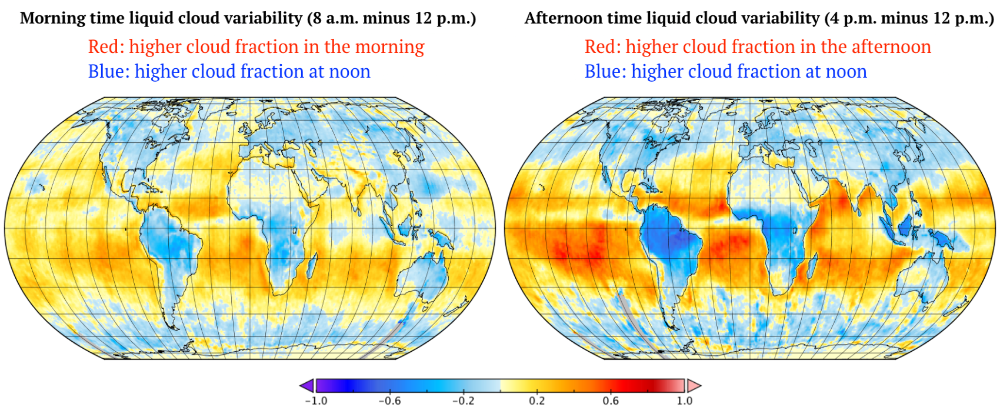 Morning time liquid cloud variability (8 a.m. minus 12 p.m.)
Red: higher cloud fraction in the morning
Blue: higher cloud fraction at noon
Afternoon time liquid cloud variability (4 p.m. minus 12 p.m.)
Red: higher cloud fraction in the afternoon
Blue: higher cloud fraction at noon
−1.0 −0.6 −0.2 0.2 0.6 1.0